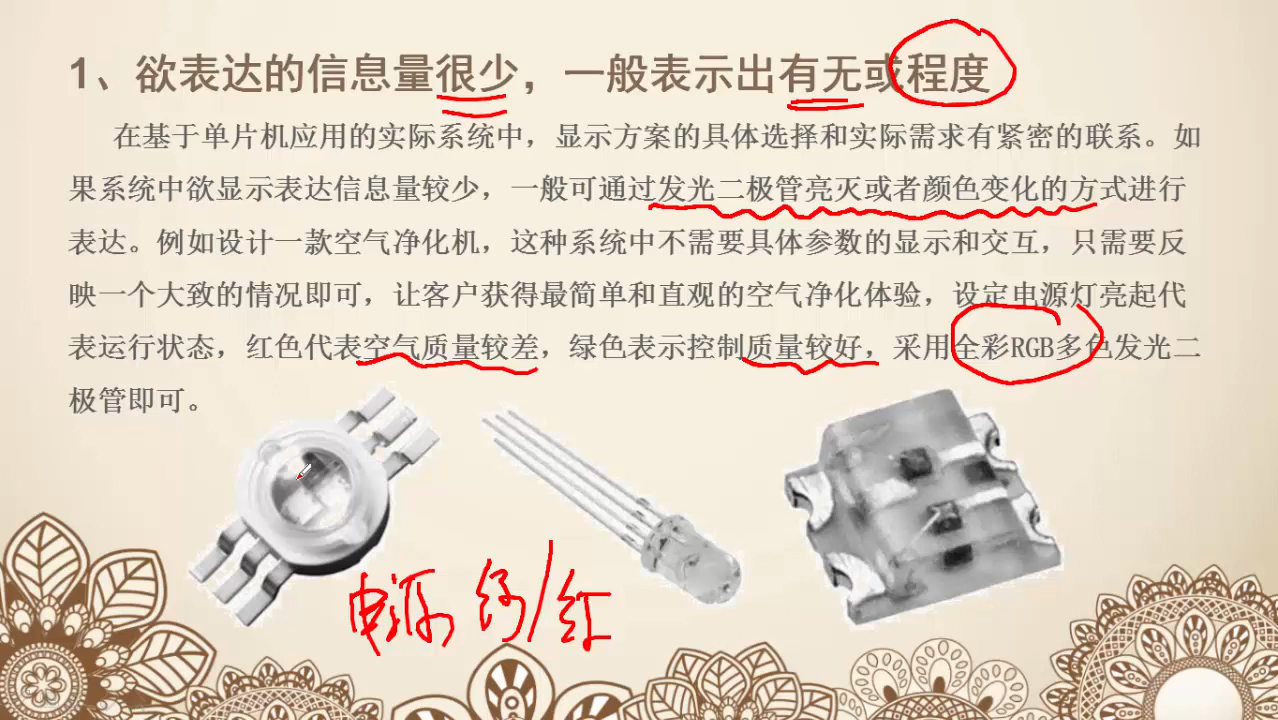 1、欲表达的信息量很少，一般表示出有无或程度
在基于单片机应用的实际系统中，显示方案的具体选择和实际需求有紧密的联系。如
果系统中欲显示表达信息量较少，一般可通过发光二极管亮灭或者颜色变化的方式进行
表达。例如设计一款空气净化机，这种系统中不需要具体参数的显示和交互，只需要反
映一个大致的情况即可，让客户获得最简单和直观的空气净化体验，设定电源灯亮起代
表运行状态，红色代表空气质量较差，绿色表示控制质量较好，采用全彩RGB多色发光二
极管即可。
电源 绿/红